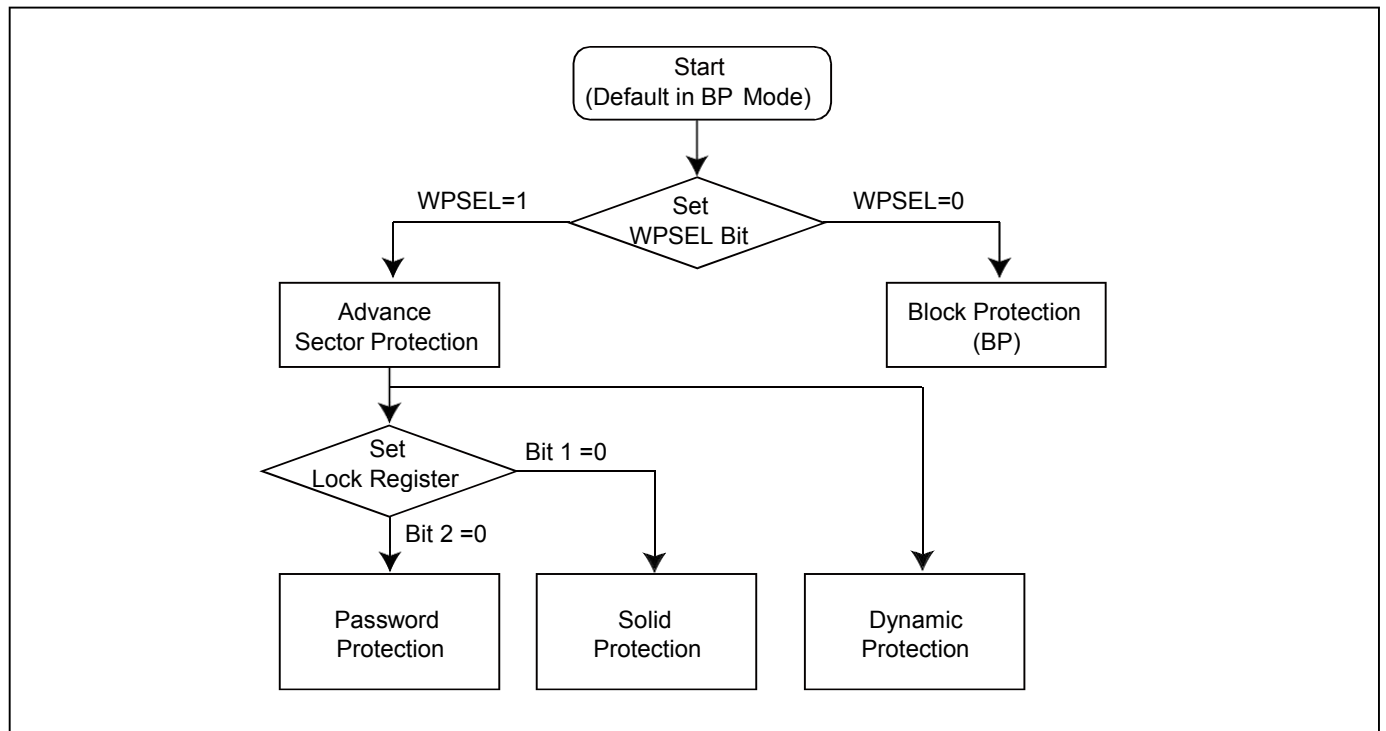 Start
(Default in BP Mode)
WPSEL=1
Set
WPSEL Bit
WPSEL=0
Advance
Sector Protection
Block Protection
(BP)
Set
Lock Register
Bit 1 =0
Bit 2 =0
Password
Protection
Solid
Protection
Dynamic
Protection